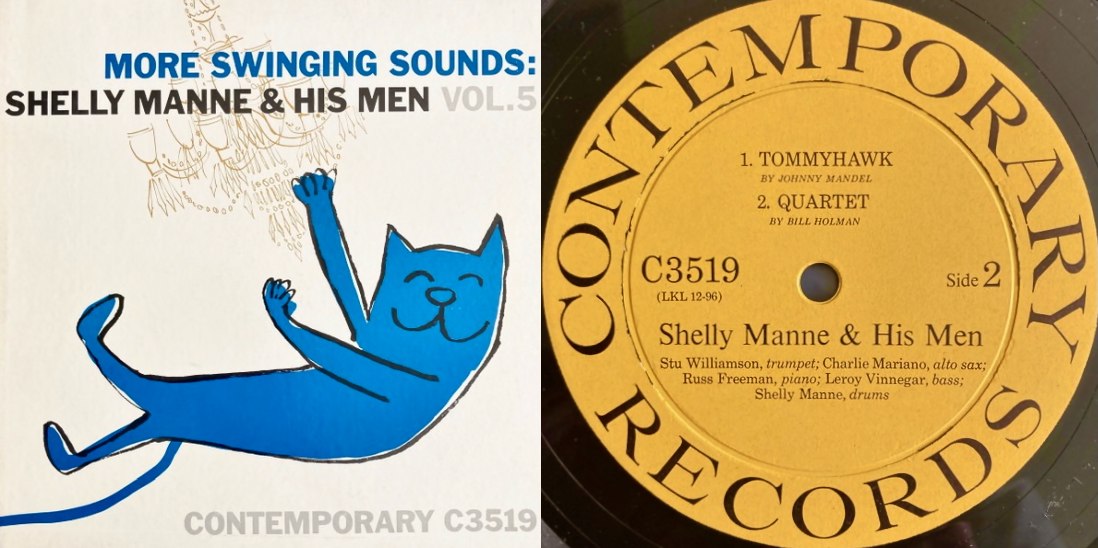 MORE SWINGING SOUNDS:
SHELLY MANNE & HIS MEN VOL.5
CONTEMPORARY C3519
CONTEMPORARY RECORDS
1. TOMMYHAWK
BY JOHNNY MANDEL
2. QUARTET
BY BILL HOLMAN
C3519
(LKL 12-96)
Side 2
Shelly Manne & His Men
Stu Williamson, trumpet; Charlie Mariano, alto sax;
Russ Freeman, piano; Leroy Vinnegar, bass;
Shelly Manne, drums